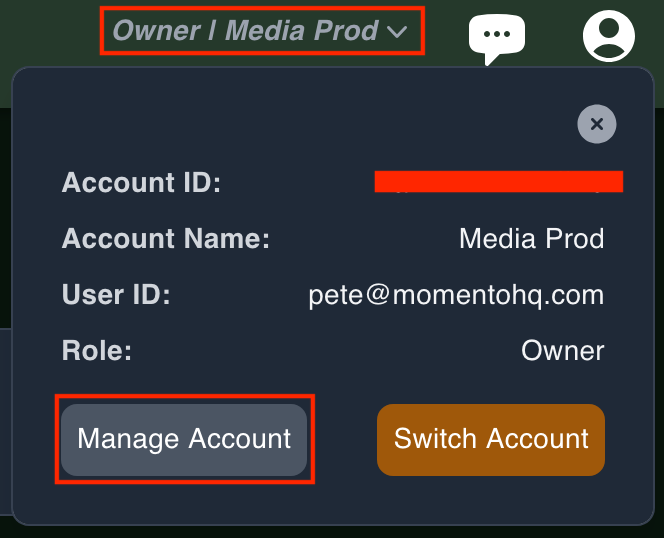 Owner | Media Prod
Account ID:
Account Name: Media Prod
User ID: pete@momentohq.com
Role: Owner
Manage Account Switch Account